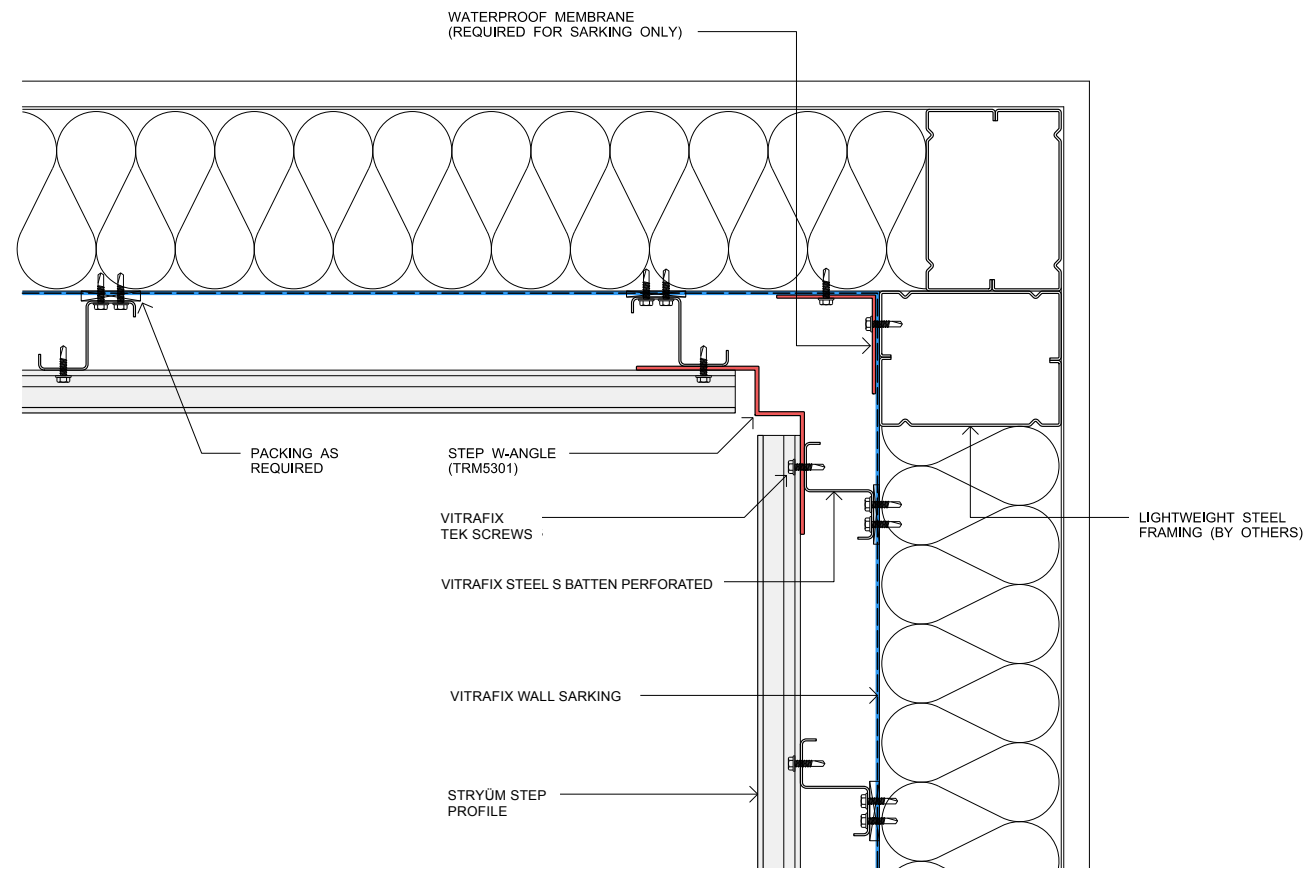 WATERPROOF MEMBRANE
(REQUIRED FOR SARKING ONLY)
PACKING AS
REQUIRED
STEP W-ANGLE
(TRM5301)
VITRAFIX
TEK SCREWS
VITRAFIX STEEL S BATTEN PERFORATED
LIGHTWEIGHT STEEL
FRAMING (BY OTHERS)
VITRAFIX WALL SARKING
STRYÜM STEP
PROFILE